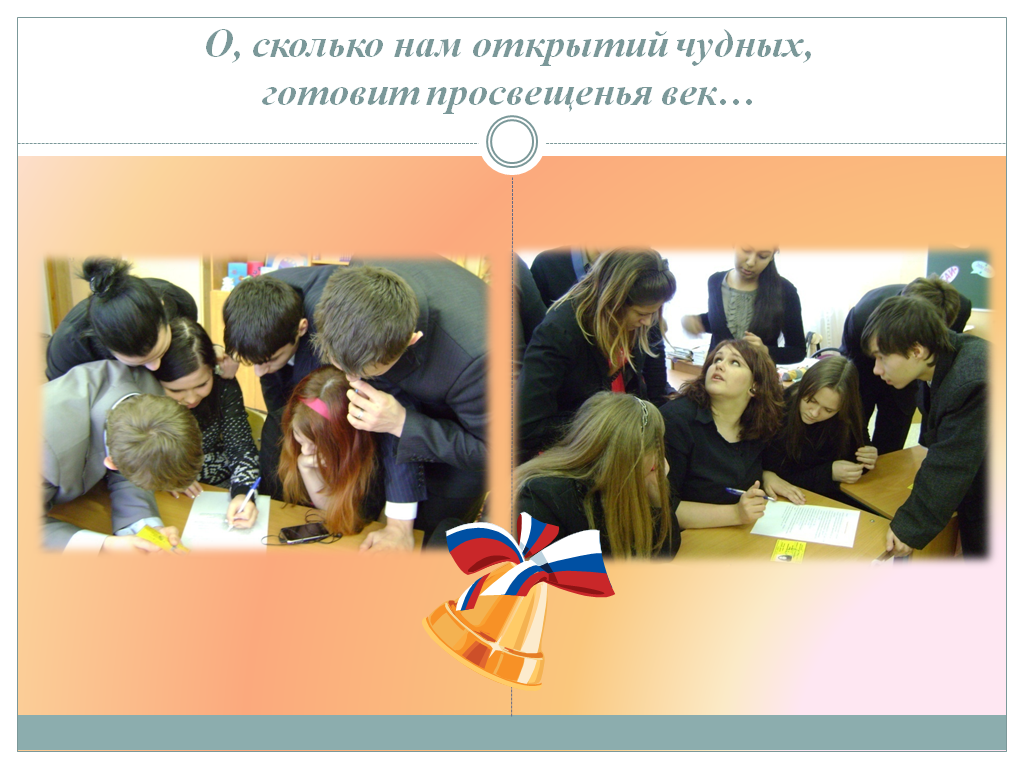 О, сколько нам открытий чудных,
готовит просвещенья век…